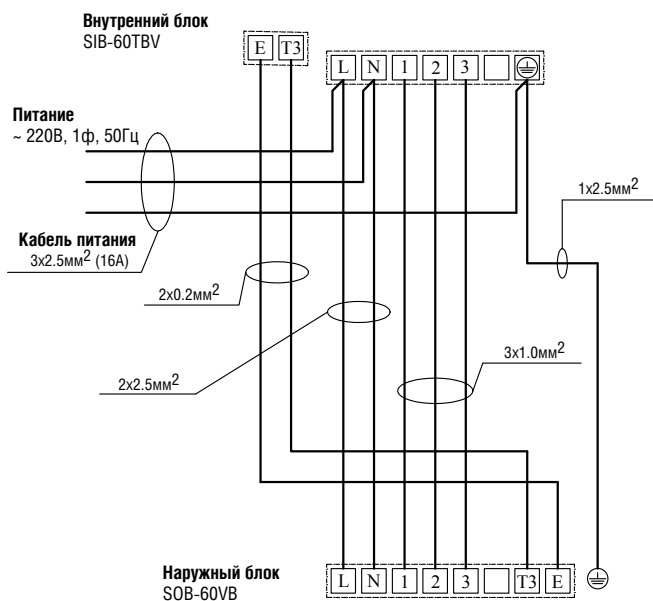 Внутренний блок
SIB-60TBV
E T3
L N 1 2 3
Питание
~ 220В, 1ф, 50Гц
1x2.5мм2
Кабель питания
3x2.5мм2 (16А)
2x0.2мм2
3x1.0мм2
2x2.5мм2
Наружный блок
SOB-60VB
L N 1 2 3 T3 E